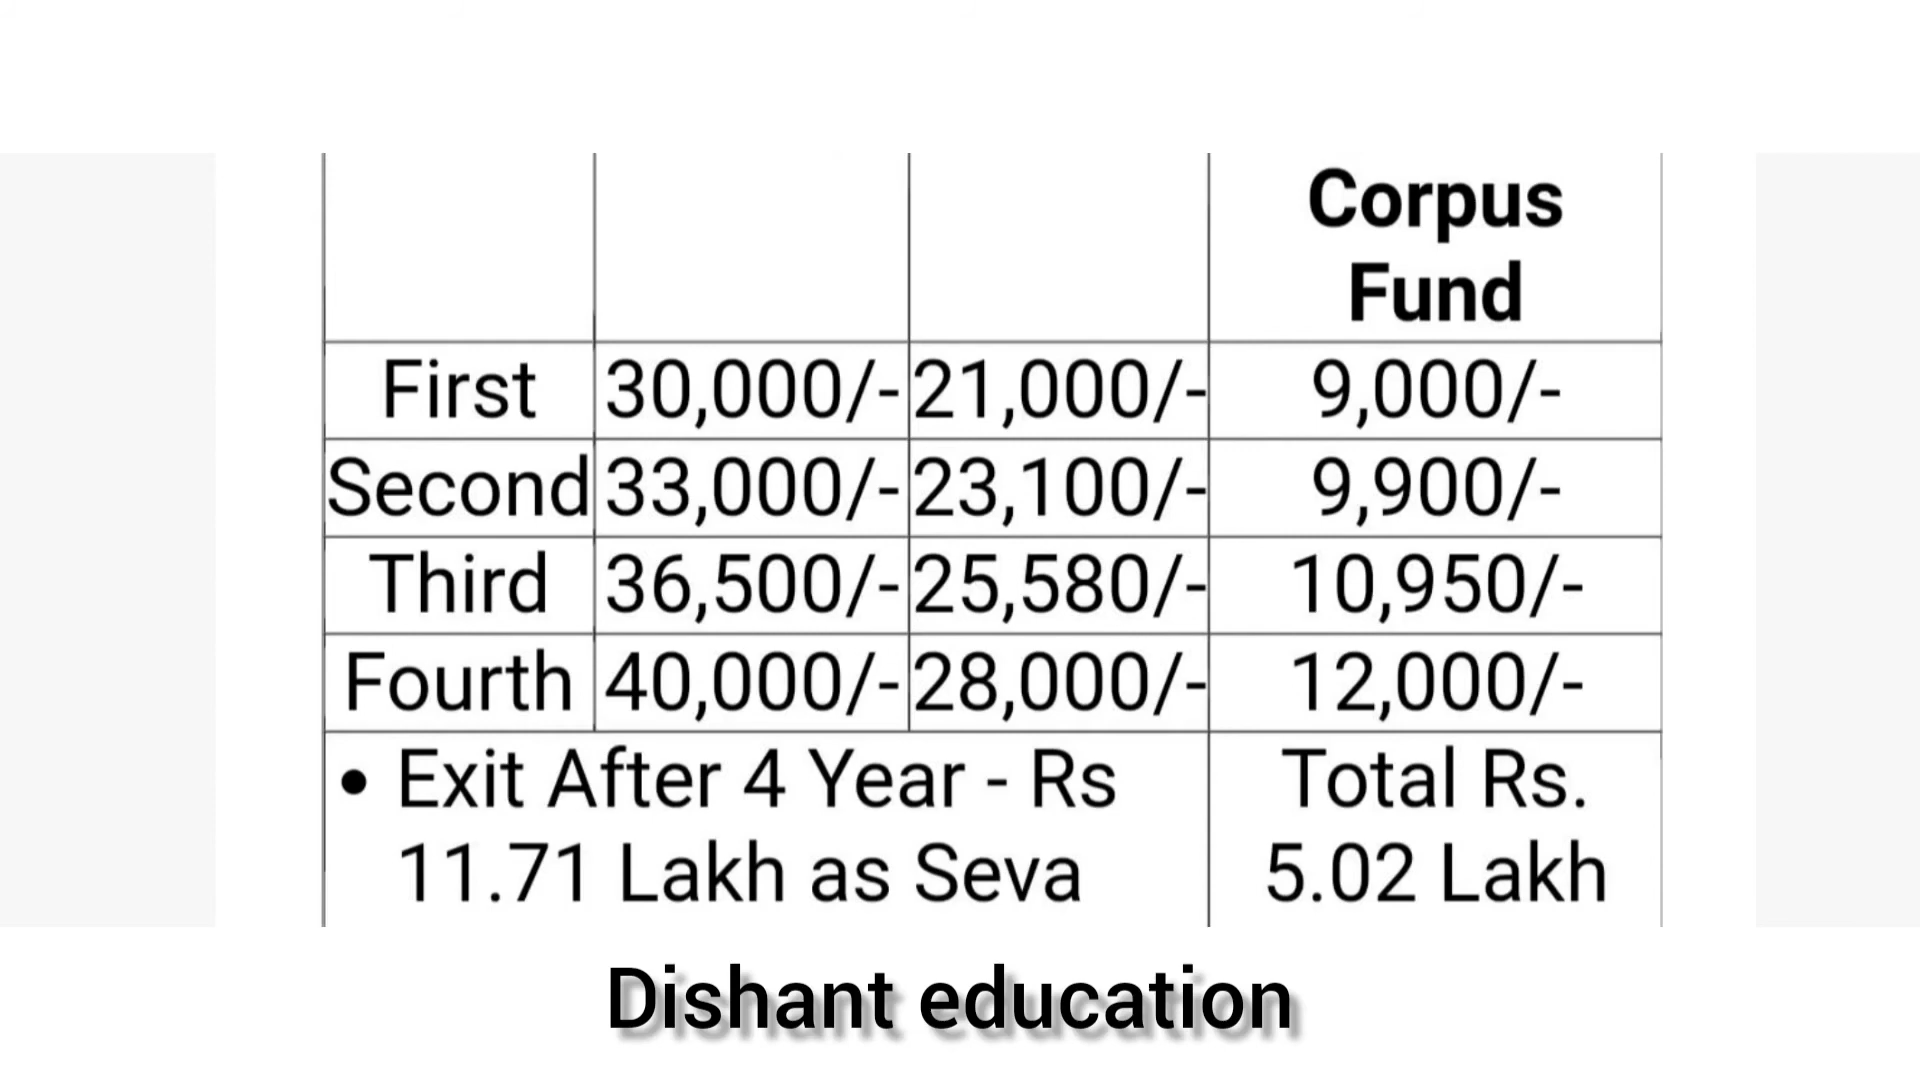 Corpus
Fund
First 30,000/- 21,000/- 9,000/-
Second 33,000/- 23,100/- 9,900/-
Third 36,500/- 25,580/- 10,950/-
Fourth 40,000/- 28,000/- 12,000/-
• Exit After 4 Year - Rs
11.71 Lakh as Seva
Total Rs.
5.02 Lakh
Dishant education